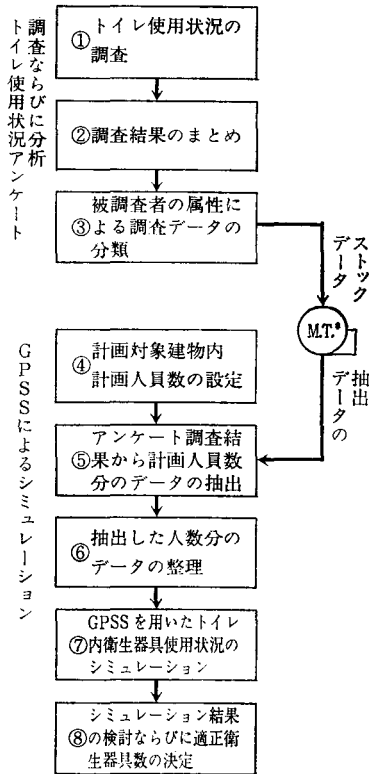 トイレ使用状況アンケート
調査ならびに分析
①トイレ使用状況の
調査
②調査結果のまとめ
被調査者の属性に
③よる調査データの
分類
ストック
データ
M.T.*
抽出
データの
GPSSによるシミュレーション
④計画対象建物内
計画人員数の設定
アンケート調査結
⑤果から計画人員数
分のデータの抽出
⑥抽出した人数分の
データの整理
GPSSを用いたトイレ
⑦内衛生器具使用状況の
シミュレーション
シミュレーション結果
⑧の検討ならびに適正衛
生器具数の決定